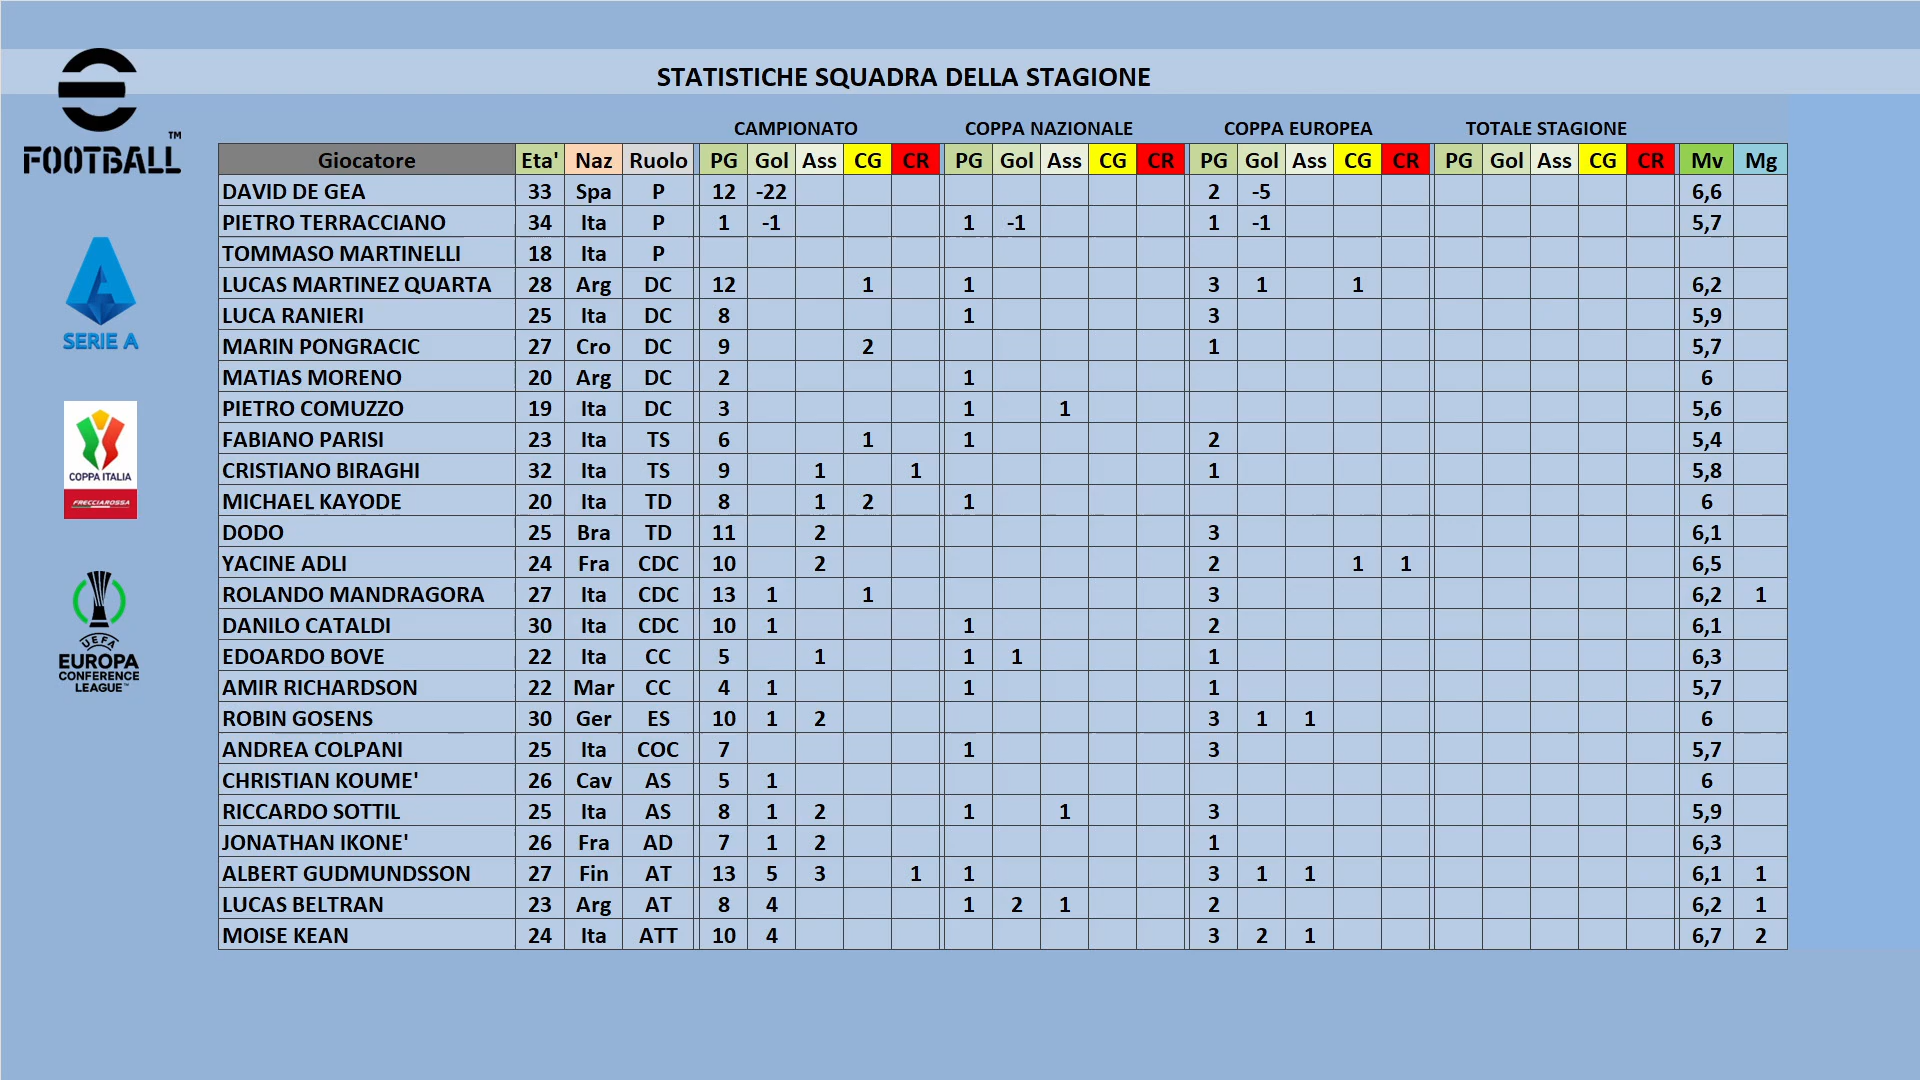 STATISTICHE SQUADRA DELLA STAGIONE
FOOTBALL™
SERIE A
COPPA ITALIA
FRECCIAROSSA
UEFA
EUROPA
CONFERENCE
LEAGUE™
CAMPIONATO COPPA NAZIONALE COPPA EUROPEA TOTALE STAGIONE
Giocatore Eta' Naz Ruolo PG Gol Ass CG CR PG Gol Ass CG CR PG Gol Ass CG CR PG Gol Ass CG CR Mv Mg
DAVID DE GEA 33 Spa P 12 -22 2 -5 6,6
PIETRO TERRACCIANO 34 Ita P 1 -1 1 -1 1 -1 5,7
TOMMASO MARTINELLI 18 Ita P
LUCAS MARTINEZ QUARTA 28 Arg DC 12 1 1 3 1 1 6,2
LUCA RANIERI 25 Ita DC 8 1 3 5,9
MARIN PONGRACIC 27 Cro DC 9 2 1 5,7
MATIAS MORENO 20 Arg DC 2 1 6
PIETRO COMUZZO 19 Ita DC 3 1 1 5,6
FABIANO PARISI 23 Ita TS 6 1 1 2 5,4
CRISTIANO BIRAGHI 32 Ita TS 9 1 1 1 5,8
MICHAEL KAYODE 20 Ita TD 8 1 2 1 6
DODO 25 Bra TD 11 2 3 6,1
YACINE ADLI 24 Fra CDC 10 2 2 1 1 6,5
ROLANDO MANDRAGORA 27 Ita CDC 13 1 1 3 6,2 1
DANILO CATALDI 30 Ita CDC 10 1 1 2 6,1
EDOARDO BOVE 22 Ita CC 5 1 1 1 1 6,3
AMIR RICHARDSON 22 Mar CC 4 1 1 1 5,7
ROBIN GOSENS 30 Ger ES 10 1 2 3 1 1 6
ANDREA COLPANI 25 Ita COC 7 1 3 5,7
CHRISTIAN KOUME' 26 Cav AS 5 1 6
RICCARDO SOTTIL 25 Ita AS 8 1 2 1 1 3 5,9
JONATHAN IKONE' 26 Fra AD 7 1 2 1 6,3
ALBERT GUDMUNDSSON 27 Fin AT 13 5 3 1 1 3 1 1 6,1 1
LUCAS BELTRAN 23 Arg AT 8 4 1 2 1 2 6,2 1
MOISE KEAN 24 Ita ATT 10 4 3 2 1 6,7 2